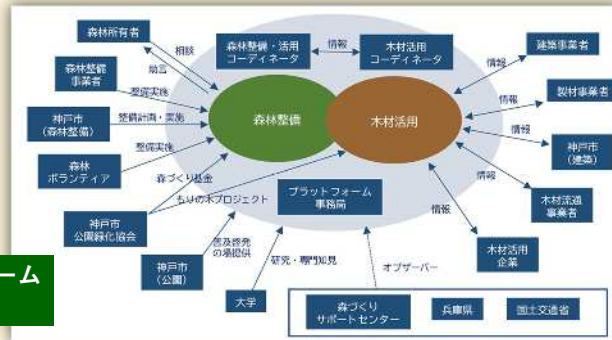 森林所有者
相談
助言
森林整備・活用
コーディネータ
情報
木材活用
コーディネータ
建築事業者
情報
森林整備
事業者
整備実施
製材事業者
情報
神戸市
(森林整備)
整備計画・実施
森林整備
木材活用
情報
神戸市
(建築)
森林
ボランティア
整備実施
情報
木材流通
事業者
森づくり基金
もりの木プロジェクト
プラットフォーム
事務局
情報
神戸市
公園緑化協会
木材活用
企業
神戸市
(公園)
普及啓発
の場提供
研究・専門知見
オブザーバー
大学
森づくり
サポートセンター
兵庫県
国土交通省
ーム